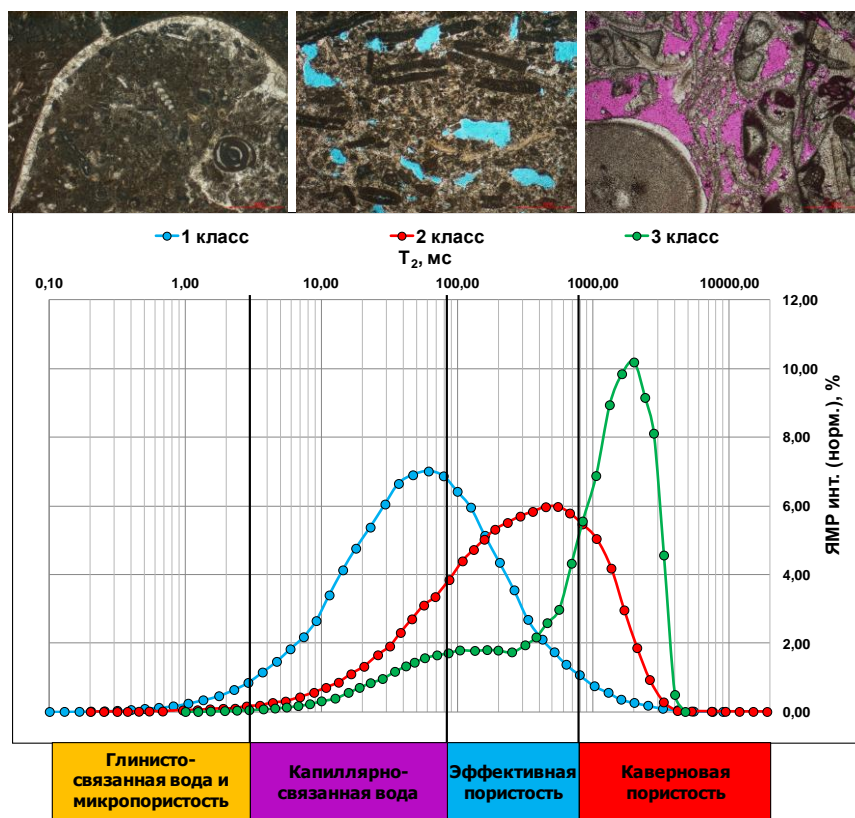 1 класс 2 класс 3 класс
T2, мс
0,10 1,00 10,00 100,00 1000,00 10000,00
12,00
10,00
8,00
6,00
4,00
2,00
0,00
ЯМР инт. (норм.), %
Глинисто-
связанная вода и
микропористость
Капиллярно-
связанная вода
Эффективная
пористость
Каверновая
пористость